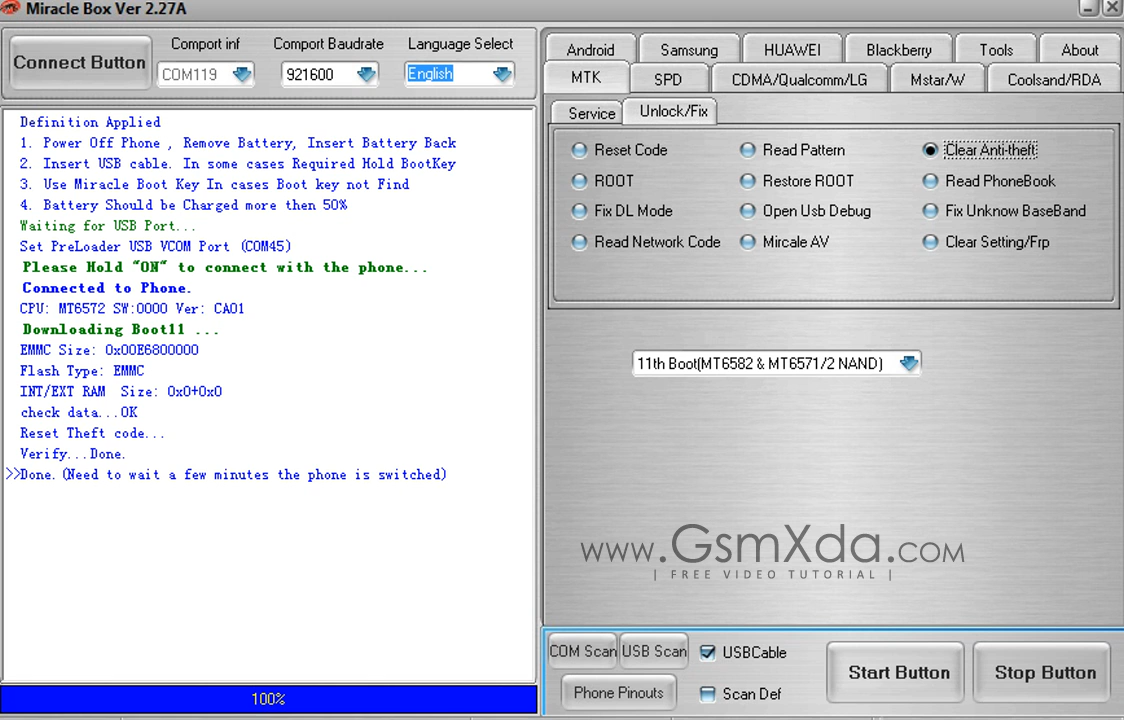 Miracle Box Ver 2.27A
Connect Button
Comport inf
Comport Baudrate
Language Select
COM119
921600
English
Definition Applied
1. Power Off Phone , Remove Battery, Insert Battery Back
2. Insert USB cable. In some cases Required Hold BootKey
3. Use Miracle Boot Key In cases Boot key not Find
4. Battery Should be Charged more then 50%
Waiting for USB Port...
Set PreLoader USB VCOM Port (COM45)
Please Hold "ON" to connect with the phone...
Connected to Phone.
CPU: MT6572 SW:0000 Ver: CA01
Downloading Boot11 ...
EMMC Size: 0x00E6800000
Flash Type: EMMC
INT/EXT RAM Size: 0x0+0x0
check data...OK
Reset Theft code...
Verify...Done.
>>Done.(Need to wait a few minutes the phone is switched)
100%
Android Samsung HUAWEI Blackberry Tools About
MTK SPD CDMA/Qualcomm/LG Mstar/W Coolsand/RDA
Service Unlock/Fix
Reset Code Read Pattern Clear Anti-theft
ROOT Restore ROOT Read PhoneBook
Fix DL Mode Open Usb Debug Fix Unknow BaseBand
Read Network Code Mircale AV Clear Setting/Frp
11th Boot(MT6582 & MT6571/2 NAND)
www.GsmXda.com
| FREE VIDEO TUTORIAL |
COM Scan USB Scan USBCable
Phone Pinouts Scan Def
Start Button Stop Button